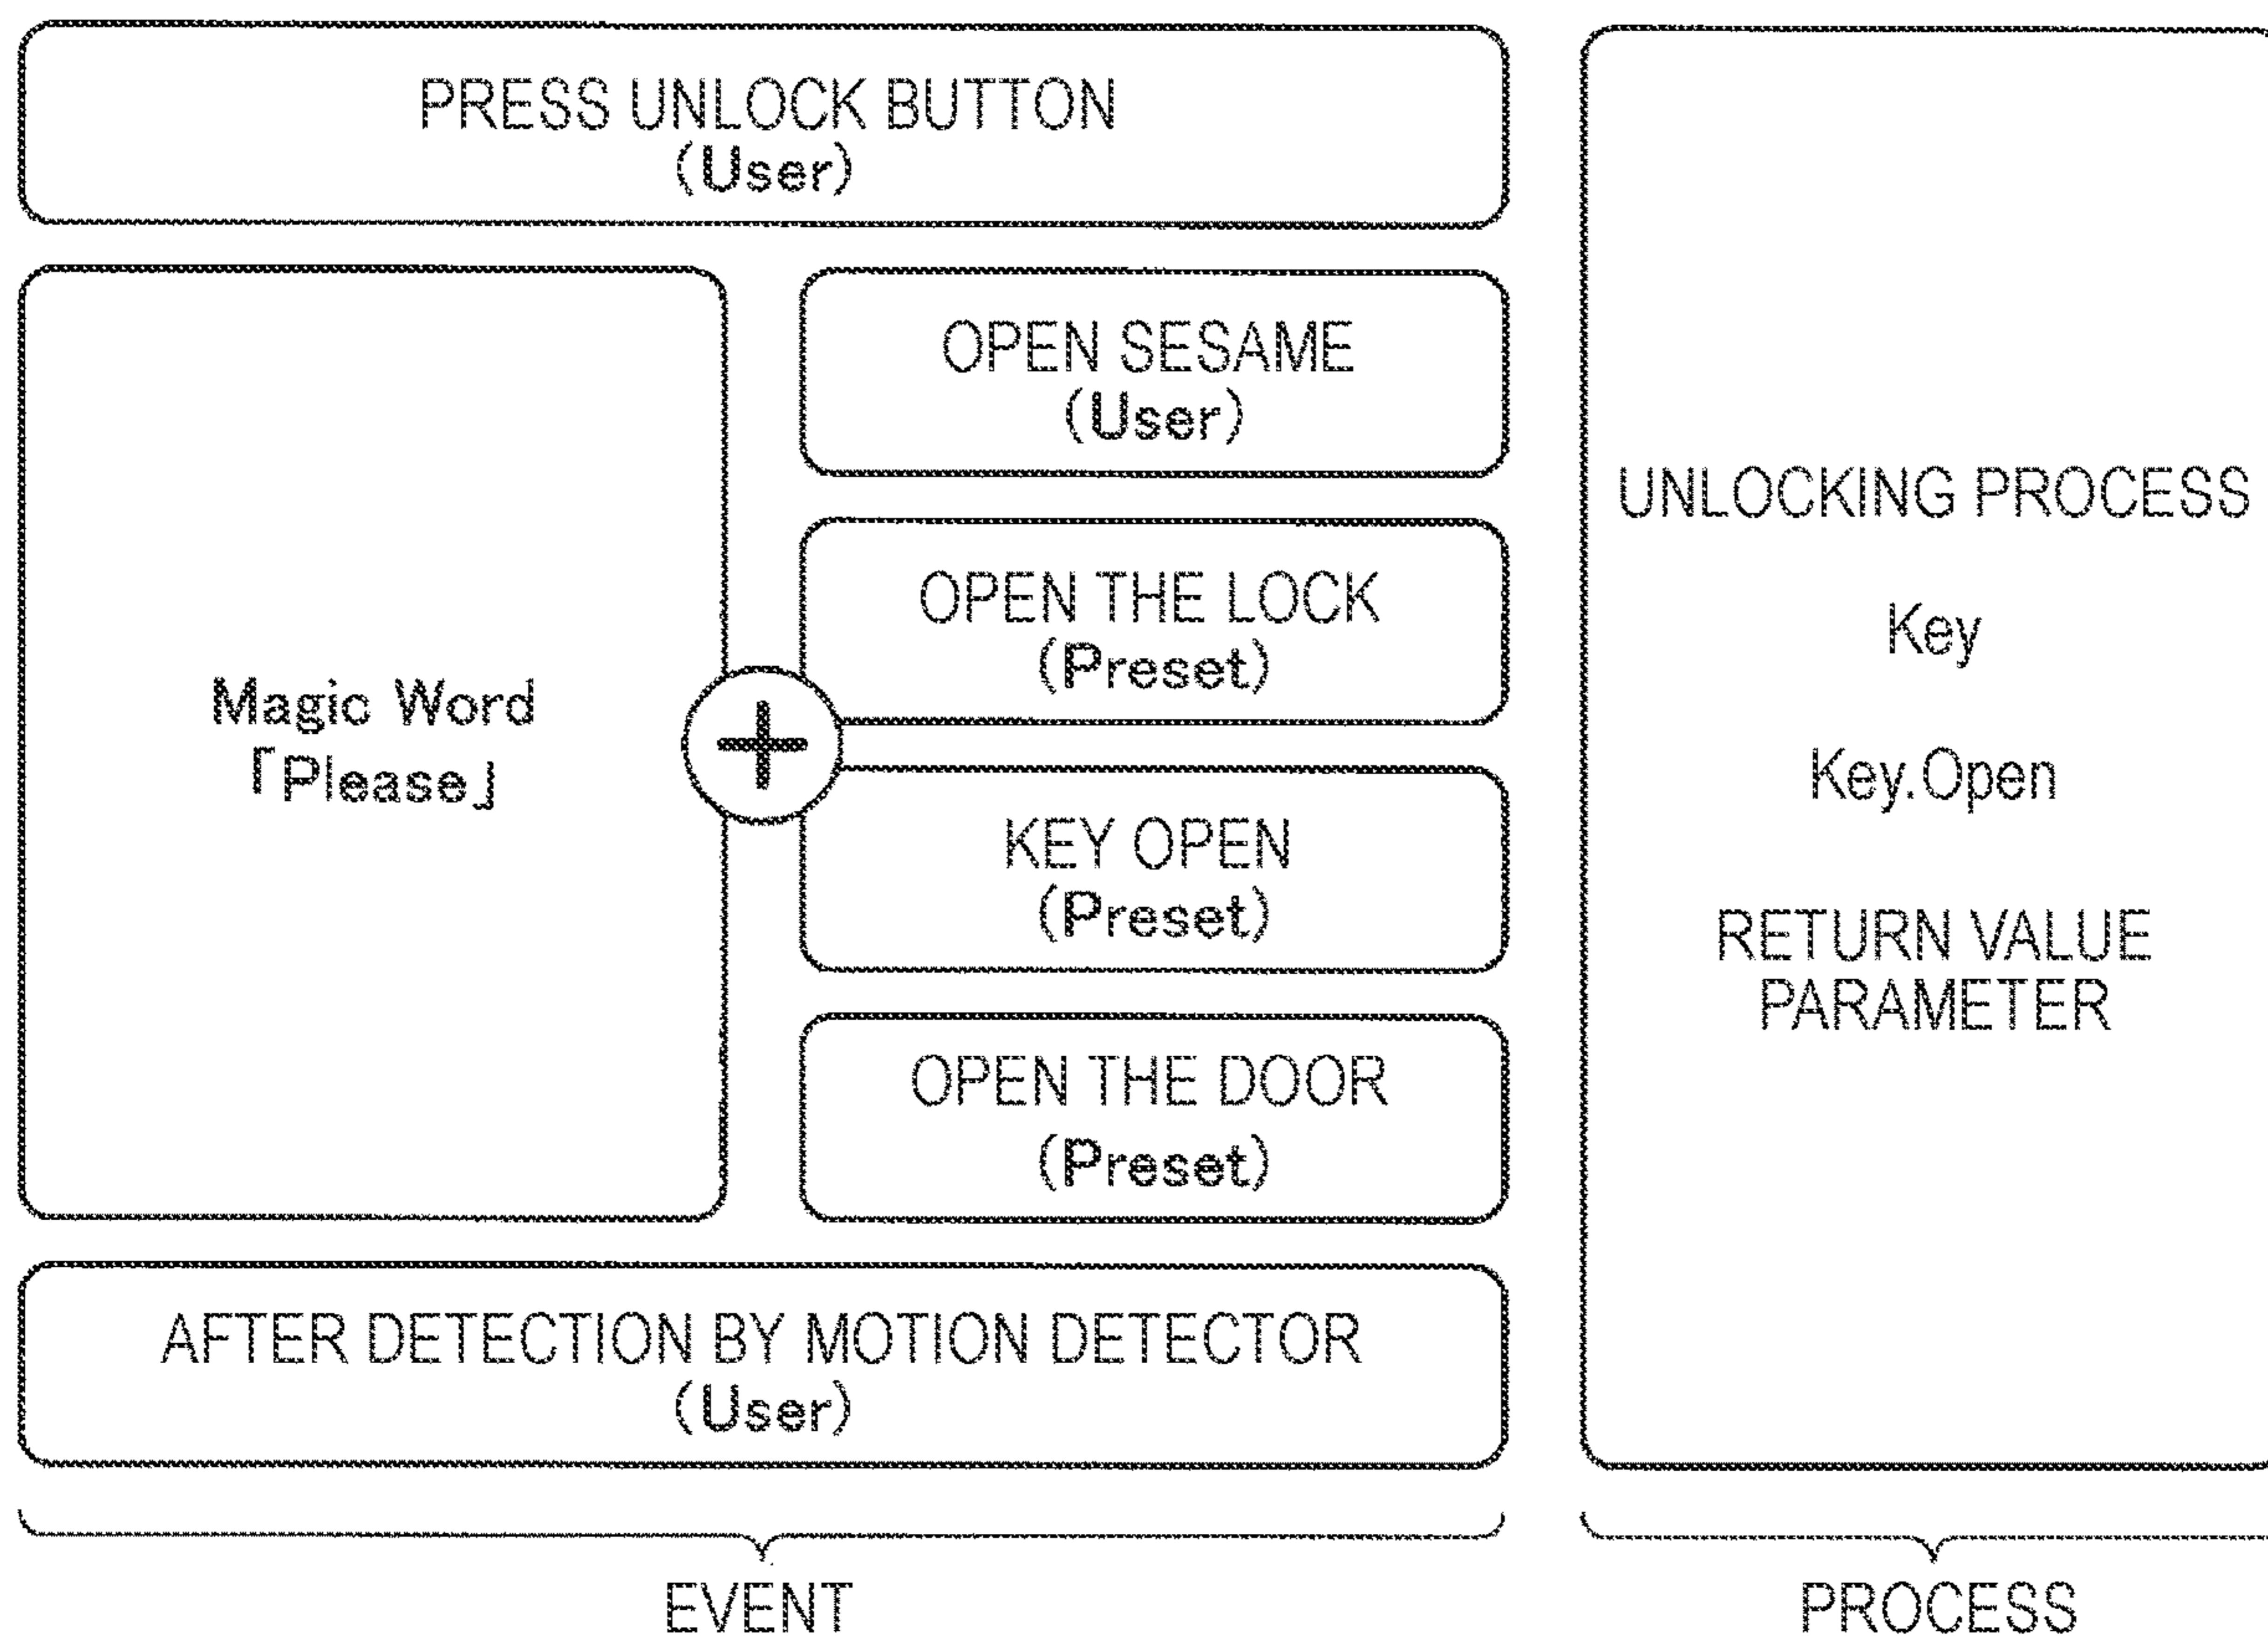 PRESS UNLOCK BUTTON
(User)
Magic Word
「Please」
+
OPEN SESAME
(User)
OPEN THE LOCK
(Preset)
KEY OPEN
(Preset)
OPEN THE DOOR
(Preset)
AFTER DETECTION BY MOTION DETECTOR
(User)
EVENT
UNLOCKING PROCESS
Key
Key.Open
RETURN VALUE
PARAMETER
PROCESS